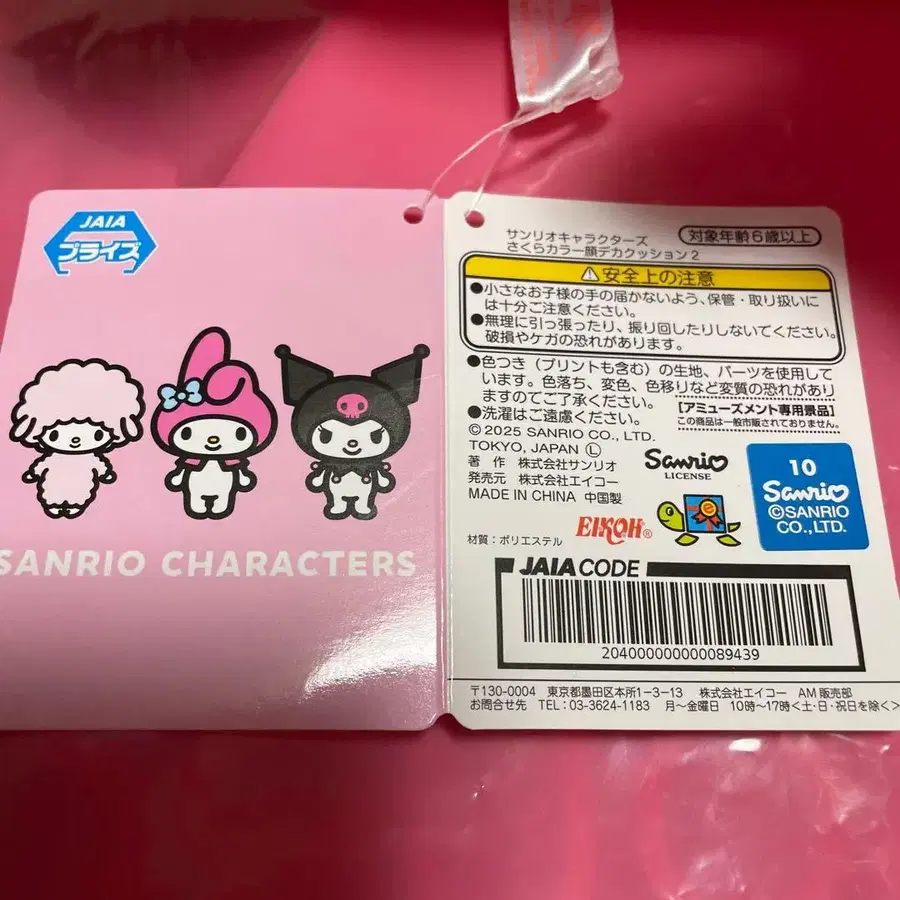 JAIA
プライズ
SANRIO CHARACTERS
サンリオキャラクターズ
さくらカラー顔デカクッション2
対象年齢6歳以上
安全上の注意
●小さなお子様の手の届かないよう、保管・取り扱いに
は十分ご注意ください。
●無理に引っ張ったり、振り回したりしないでください。
破損やケガの恐れがあります。
●色つき（プリントも含む）の生地、パーツを使用して
います。色落ち、変色、色移りなど変質の恐れがあり
ますのでご了承ください。
●洗濯はご遠慮ください。
【アミューズメント専用景品】
この商品は一般市販されておりません。
© 2025 SANRIO CO., LTD.
TOKYO, JAPAN Ⓛ
著作 株式会社サンリオ
発売元 株式会社エイコー
MADE IN CHINA 中国製
Sanrio
LICENSE
10
Sanrio
©SANRIO
CO.,LTD.
材質：ポリエステル
EIKOH®
e
JAIA CODE
204000000000089439
〒130-0004 東京都墨田区本所1-3-13 株式会社エイコー AM販売部
お問合せ先 TEL：03-3624-1183 月～金曜日 10時～17時＜土・日・祝日を除く＞